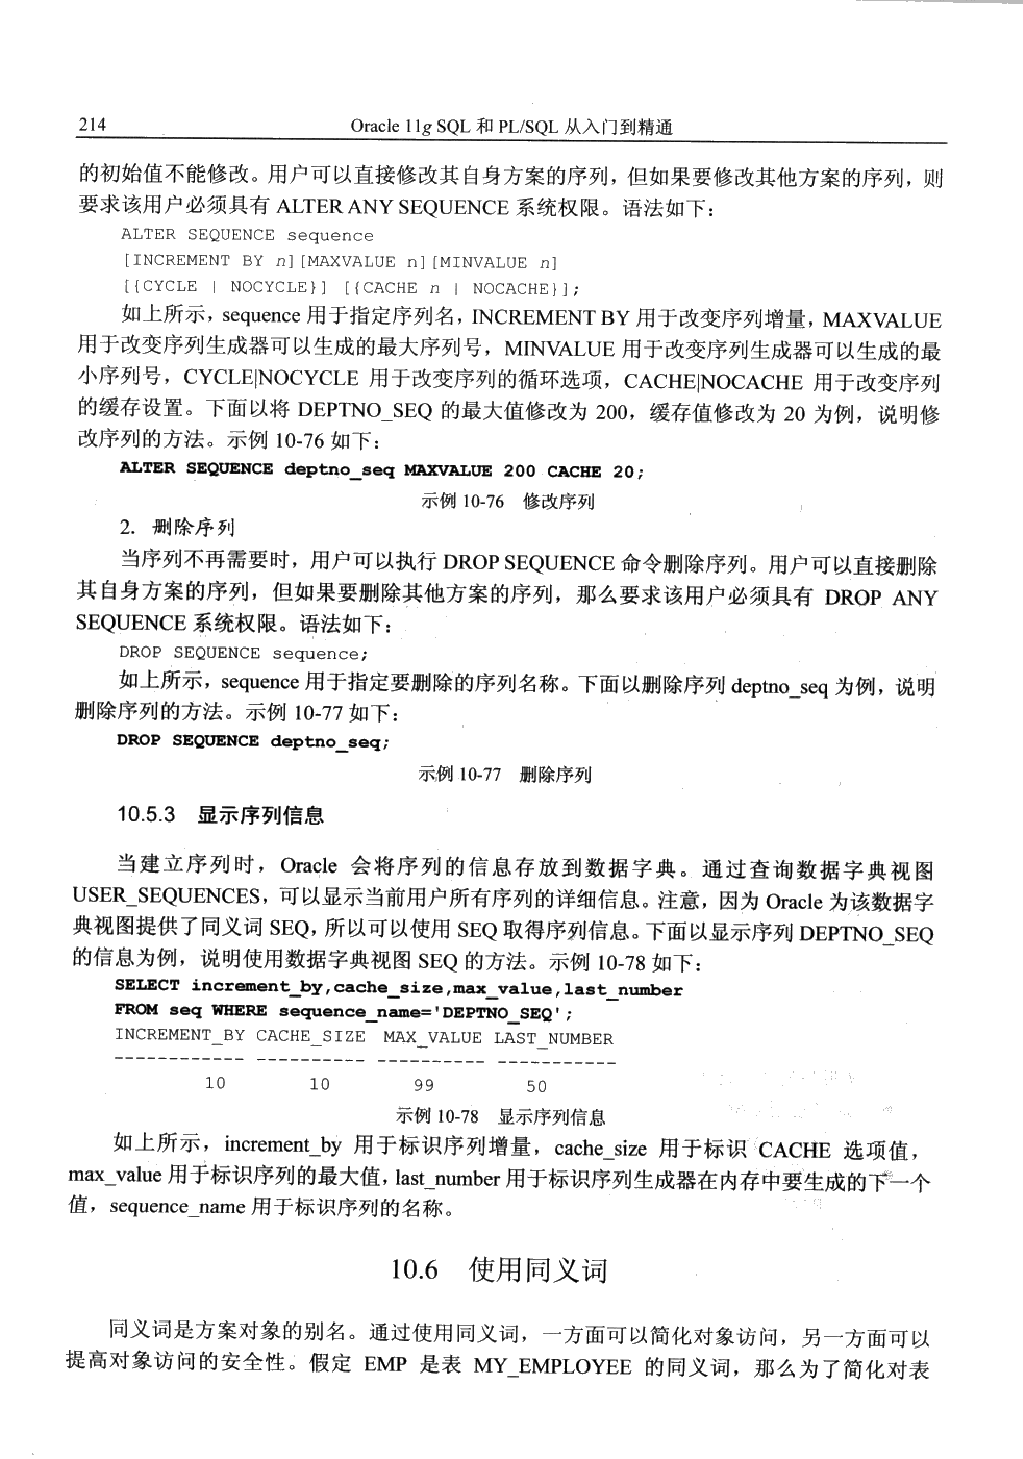 214
Oracle 11g SQL 和 PL/SQL 从入门到精通
的初始值不能修改。用户可以直接修改其自身方案的序列，但如果要修改其他方案的序列，则
要求该用户必须具有 ALTER ANY SEQUENCE 系统权限。语法如下：
ALTER SEQUENCE sequence
[INCREMENT BY n][MAXVALUE n][MINVALUE n]
[{CYCLE | NOCYCLE}] [{CACHE n | NOCACHE}];
如上所示，sequence 用于指定序列名，INCREMENT BY 用于改变序列增量，MAXVALUE
用于改变序列生成器可以生成的最大序列号，MINVALUE 用于改变序列生成器可以生成的最
小序列号，CYCLE|NOCYCLE 用于改变序列的循环选项，CACHE|NOCACHE 用于改变序列
的缓存设置。下面以将 DEPTNO_SEQ 的最大值修改为 200，缓存值修改为 20 为例，说明修
改序列的方法。示例 10-76 如下：
ALTER SEQUENCE deptno_seq MAXVALUE 200 CACHE 20;
示例 10-76 修改序列
2. 删除序列
当序列不再需要时，用户可以执行 DROP SEQUENCE 命令删除序列。用户可以直接删除
其自身方案的序列，但如果要删除其他方案的序列，那么要求该用户必须具有 DROP ANY
SEQUENCE 系统权限。语法如下：
DROP SEQUENCE sequence;
如上所示，sequence 用于指定要删除的序列名称。下面以删除序列 deptno_seq 为例，说明
删除序列的方法。示例 10-77 如下：
DROP SEQUENCE deptno_seq;
示例 10-77 删除序列
10.5.3 显示序列信息
当建立序列时，Oracle 会将序列的信息存放到数据字典。通过查询数据字典视图
USER_SEQUENCES，可以显示当前用户所有序列的详细信息。注意，因为 Oracle 为该数据字
典视图提供了同义词 SEQ，所以可以使用 SEQ 取得序列信息。下面以显示序列 DEPTNO_SEQ
的信息为例，说明使用数据字典视图 SEQ 的方法。示例 10-78 如下：
SELECT increment_by,cache_size,max_value,last_number
FROM seq WHERE sequence_name='DEPTNO_SEQ';
INCREMENT_BY CACHE_SIZE MAX_VALUE LAST_NUMBER
------------ ---------- ---------- -----------
10 10 99 50
示例 10-78 显示序列信息
如上所示，increment_by 用于标识序列增量，cache_size 用于标识 CACHE 选项值，
max_value 用于标识序列的最大值，last_number 用于标识序列生成器在内存中要生成的下一个
值，sequence_name 用于标识序列的名称。
10.6 使用同义词
同义词是方案对象的别名。通过使用同义词，一方面可以简化对象访问，另一方面可以
提高对象访问的安全性。假定 EMP 是表 MY_EMPLOYEE 的同义词，那么为了简化对表